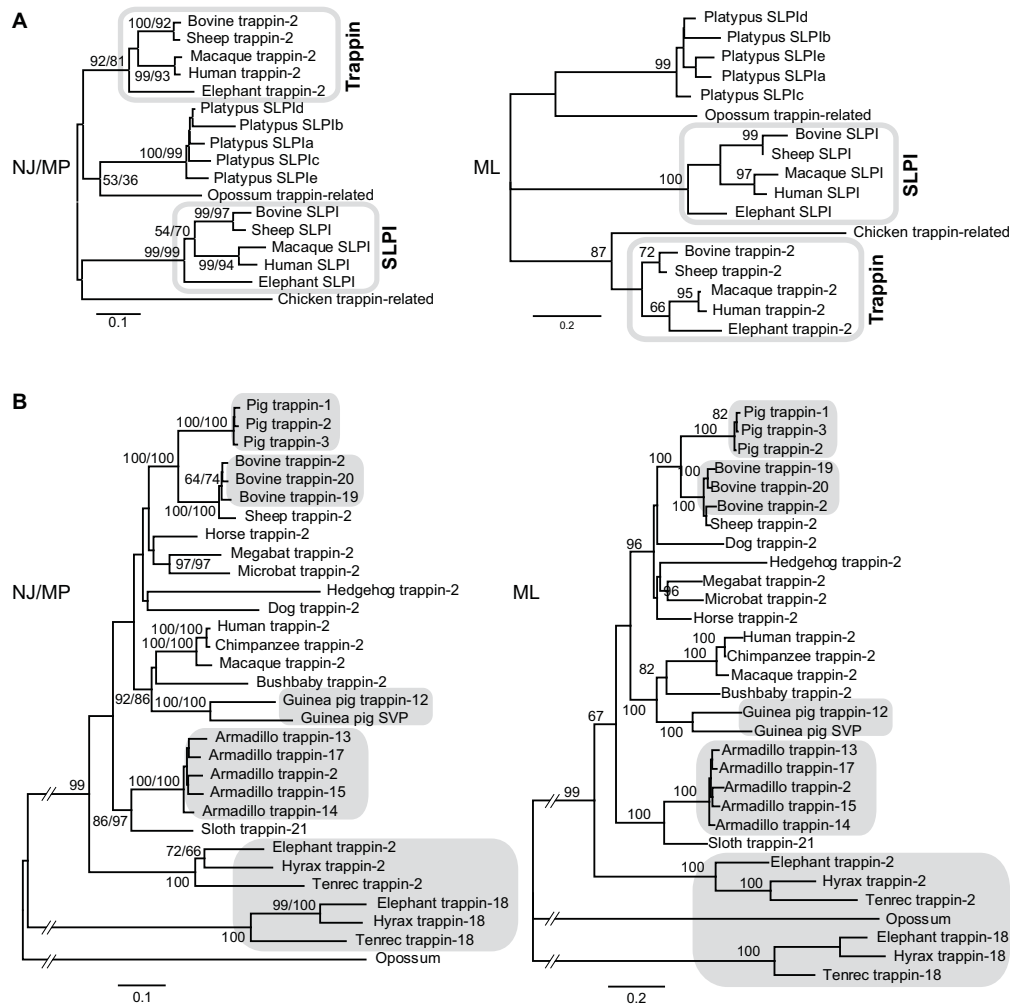 A
NJ/MP
100/92
Bovine trappin-2
Sheep trappin-2
92/81
Macaque trappin-2
99/93
Human trappin-2
Elephant trappin-2
Trappin
Platypus SLPId
Platypus SLPIb
Platypus SLPIa
100/99
Platypus SLPIc
Platypus SLPIe
53/36
Opossum trappin-related
99/97
Bovine SLPI
54/70
Sheep SLPI
Macaque SLPI
99/99
99/94
Human SLPI
Elephant SLPI
SLPI
Chicken trappin-related
0.1
ML
Platypus SLPId
Platypus SLPIb
Platypus SLPIe
99
Platypus SLPIa
Platypus SLPIc
Opossum trappin-related
99
Bovine SLPI
Sheep SLPI
97
Macaque SLPI
100
Human SLPI
Elephant SLPI
SLPI
Chicken trappin-related
87
72
Bovine trappin-2
Sheep trappin-2
95
Macaque trappin-2
66
Human trappin-2
Elephant trappin-2
Trappin
0.2
B
NJ/MP
Pig trappin-1
100/100
Pig trappin-2
Pig trappin-3
100/100
Bovine trappin-2
64/74
Bovine trappin-20
Bovine trappin-19
100/100
Sheep trappin-2
Horse trappin-2
Megabat trappin-2
97/97
Microbat trappin-2
Hedgehog trappin-2
Dog trappin-2
100/100
Human trappin-2
100/100
Chimpanzee trappin-2
Macaque trappin-2
Bushbaby trappin-2
92/86
100/100
Guinea pig trappin-12
Guinea pig SVP
Armadillo trappin-13
Armadillo trappin-17
100/100
Armadillo trappin-2
99
Armadillo trappin-15
Armadillo trappin-14
86/97
Sloth trappin-21
72/66
Elephant trappin-2
Hyrax trappin-2
100
Tenrec trappin-2
99/100
Elephant trappin-18
Hyrax trappin-18
100
Tenrec trappin-18
Opossum
0.1
ML
82
Pig trappin-1
100
Pig trappin-3
Pig trappin-2
100
100
Bovine trappin-19
Bovine trappin-20
100
Bovine trappin-2
Sheep trappin-2
96
Dog trappin-2
Hedgehog trappin-2
Megabat trappin-2
96
Microbat trappin-2
Horse trappin-2
100
Human trappin-2
100
Chimpanzee trappin-2
82
Macaque trappin-2
Bushbaby trappin-2
100
Guinea pig trappin-12
67
100
Guinea pig SVP
Armadillo trappin-13
Armadillo trappin-17
100
Armadillo trappin-2
99
Armadillo trappin-15
100
Armadillo trappin-14
Sloth trappin-21
100
Elephant trappin-2
100
Hyrax trappin-2
Tenrec trappin-2
Opossum
Elephant trappin-18
100
Hyrax trappin-18
Tenrec trappin-18
0.2